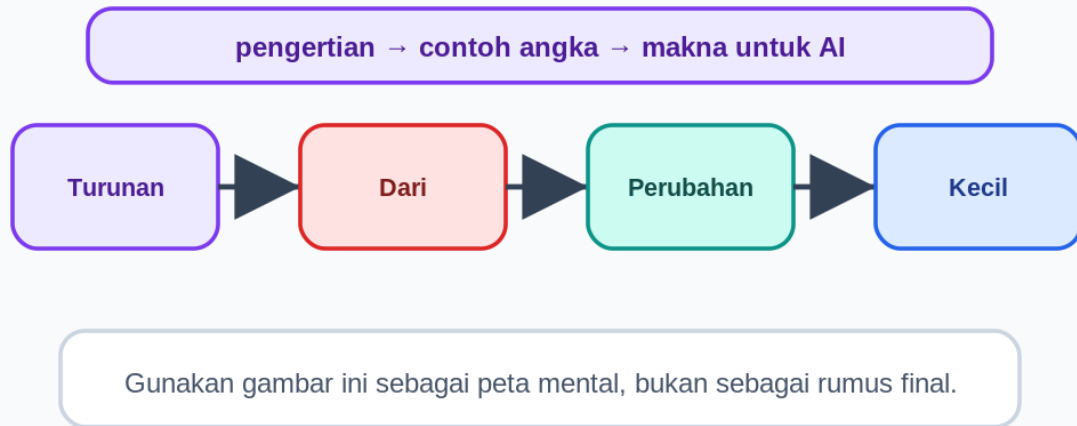 pengertian → contoh angka → makna untuk AI
Turunan
Dari
Perubahan
Kecil
Gunakan gambar ini sebagai peta mental, bukan sebagai rumus final.